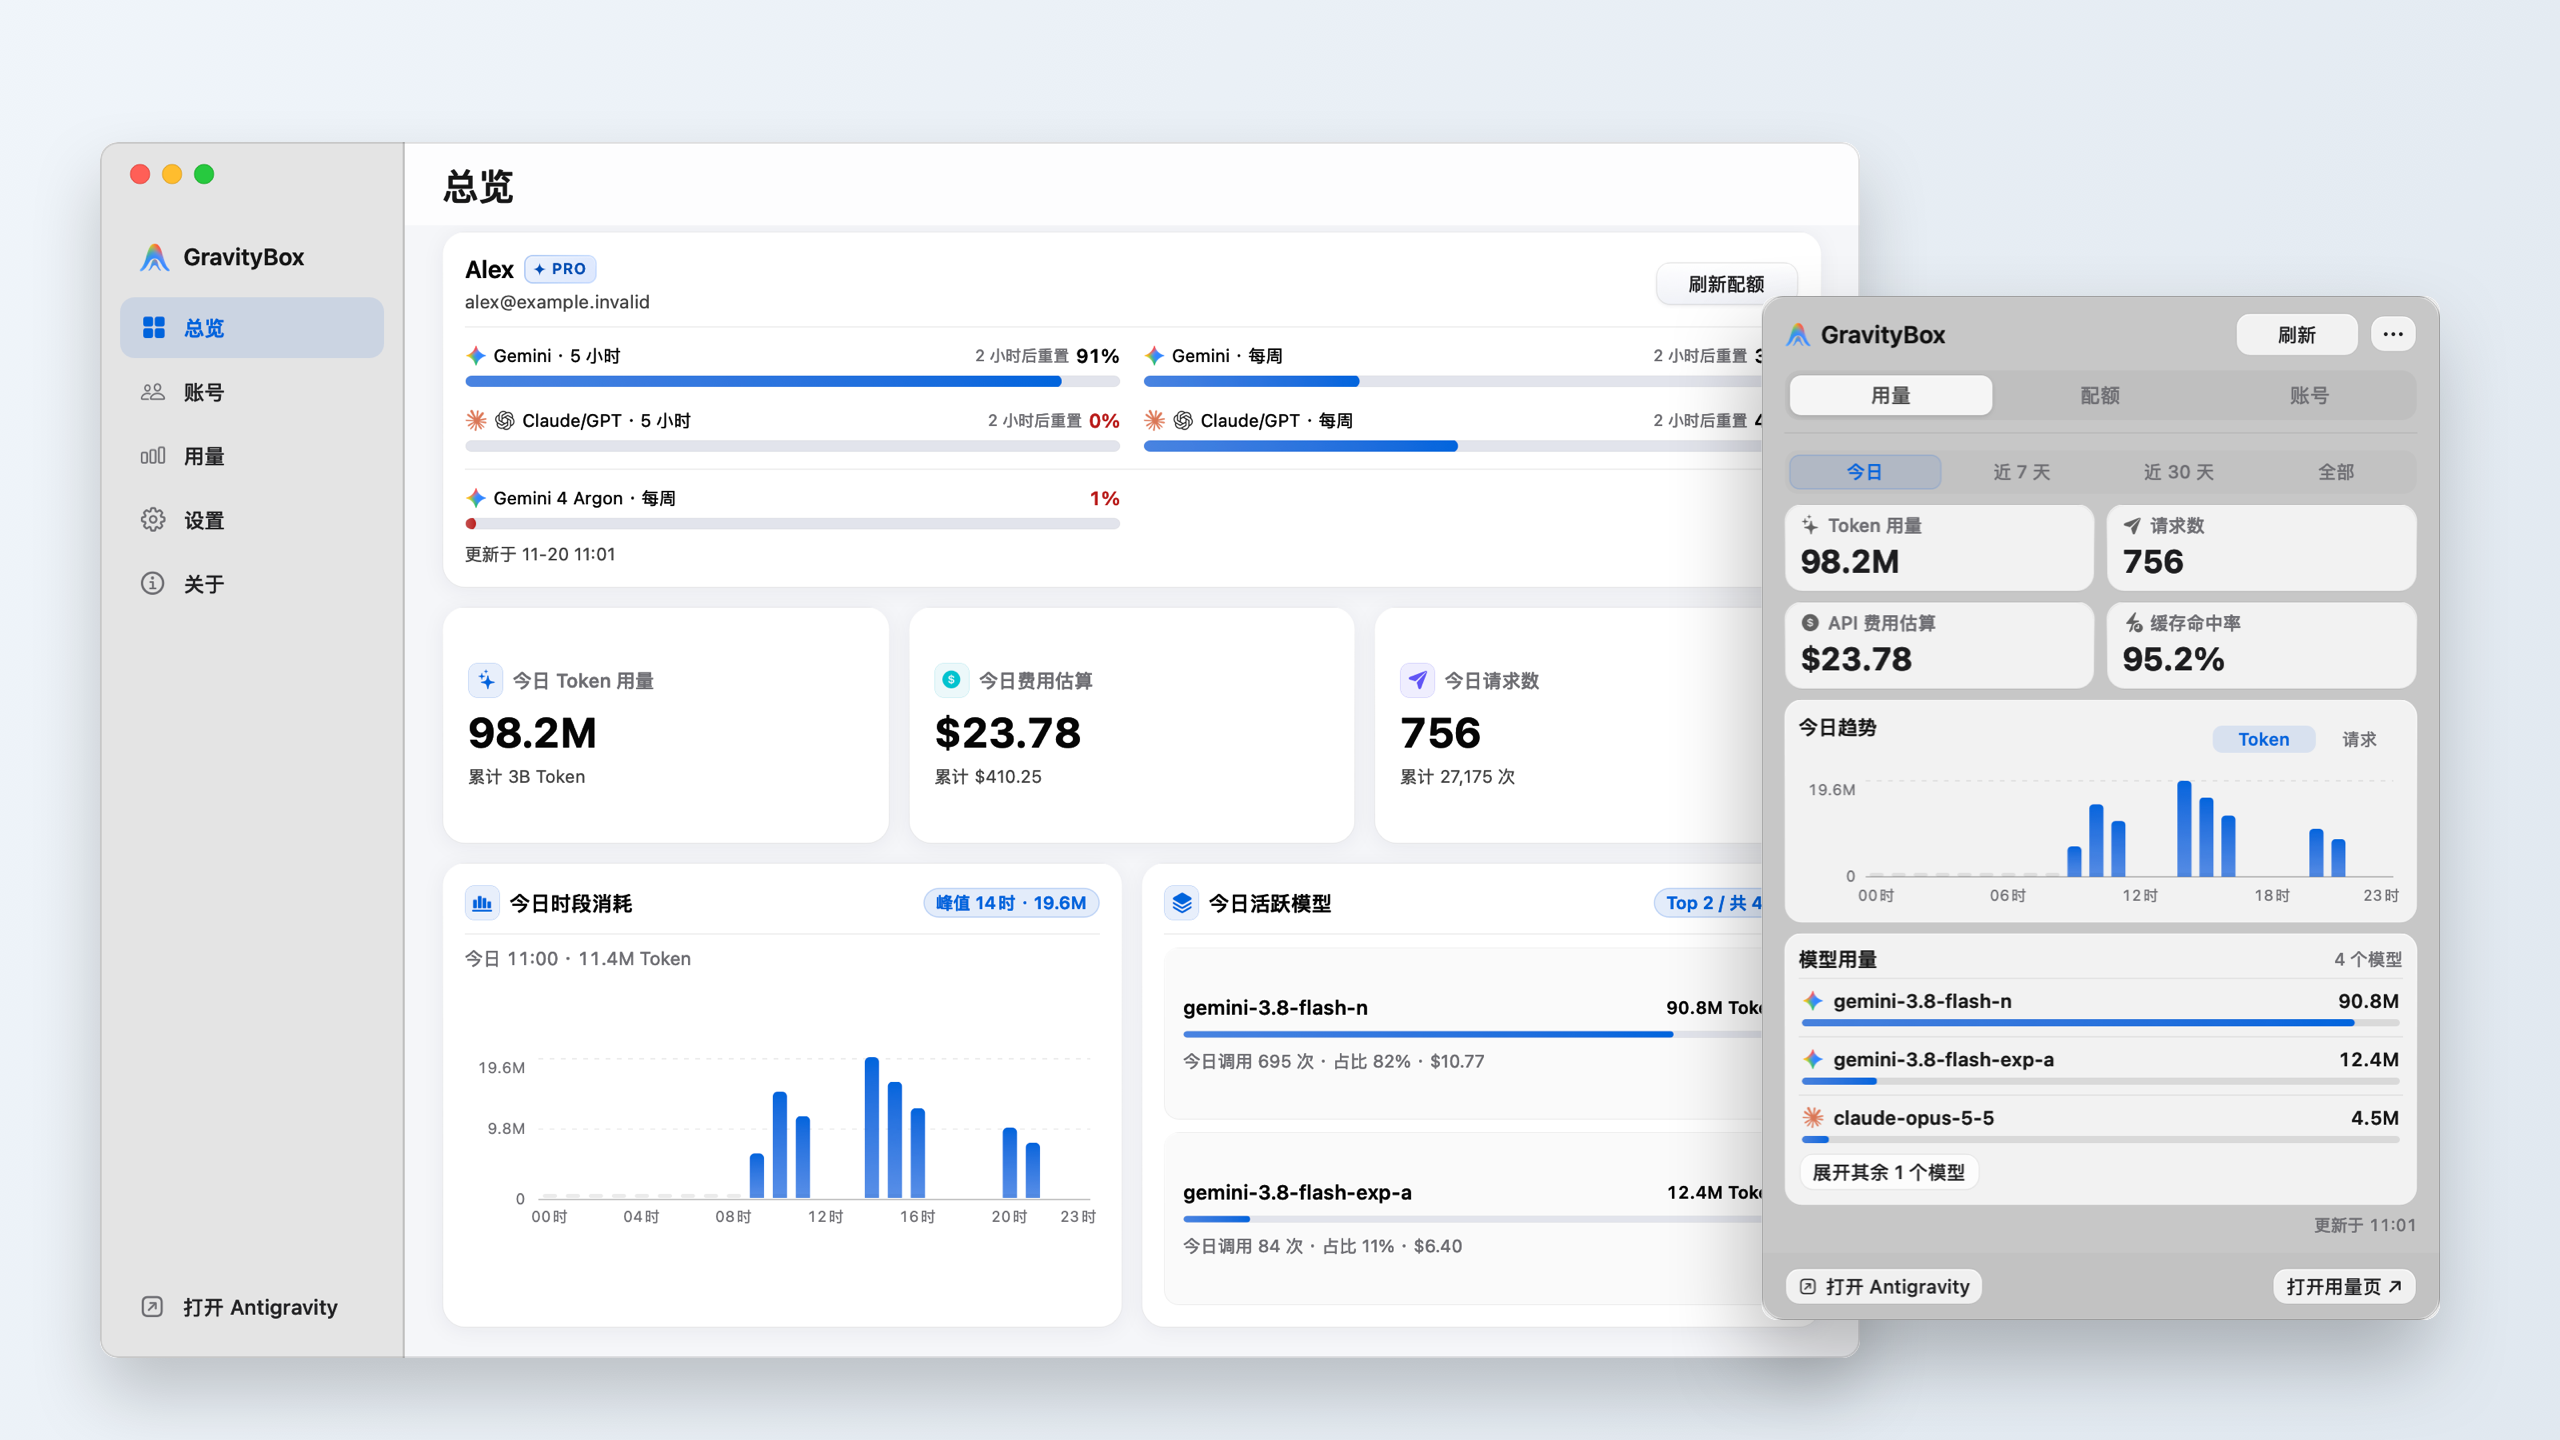 总览
GravityBox
总览
账号
用量
设置
关于
打开 Antigravity
Alex
PRO
alex@example.invalid
刷新配额
Gemini · 5 小时
2 小时后重置 91%
Gemini · 每周
2 小时后重置
Claude/GPT · 5 小时
2 小时后重置 0%
Claude/GPT · 每周
2 小时后重置
Gemini 4 Argon · 每周
1%
更新于 11-20 11:01
今日 Token 用量
98.2M
累计 3B Token
今日费用估算
$23.78
累计 $410.25
今日请求数
756
累计 27,175 次
今日时段消耗
峰值 14时 · 19.6M
今日 11:00 · 11.4M Token
19.6M
9.8M
0
00时 04时 08时 12时 16时 20时 23时
今日活跃模型
Top 2 / 共 4
gemini-3.8-flash-n
90.8M
今日调用 695 次 · 占比 82% · $10.77
gemini-3.8-flash-exp-a
12.4M
今日调用 84 次 · 占比 11% · $6.40
GravityBox
刷新
用量
配额
账号
今日
近 7 天
近 30 天
全部
Token 用量
98.2M
请求数
756
API 费用估算
$23.78
缓存命中率
95.2%
今日趋势
Token
请求
19.6M
0
00时 06时 12时 18时 23时
模型用量
4 个模型
gemini-3.8-flash-n
90.8M
gemini-3.8-flash-exp-a
12.4M
claude-opus-5-5
4.5M
展开其余 1 个模型
更新于 11:01
打开 Antigravity
打开用量页